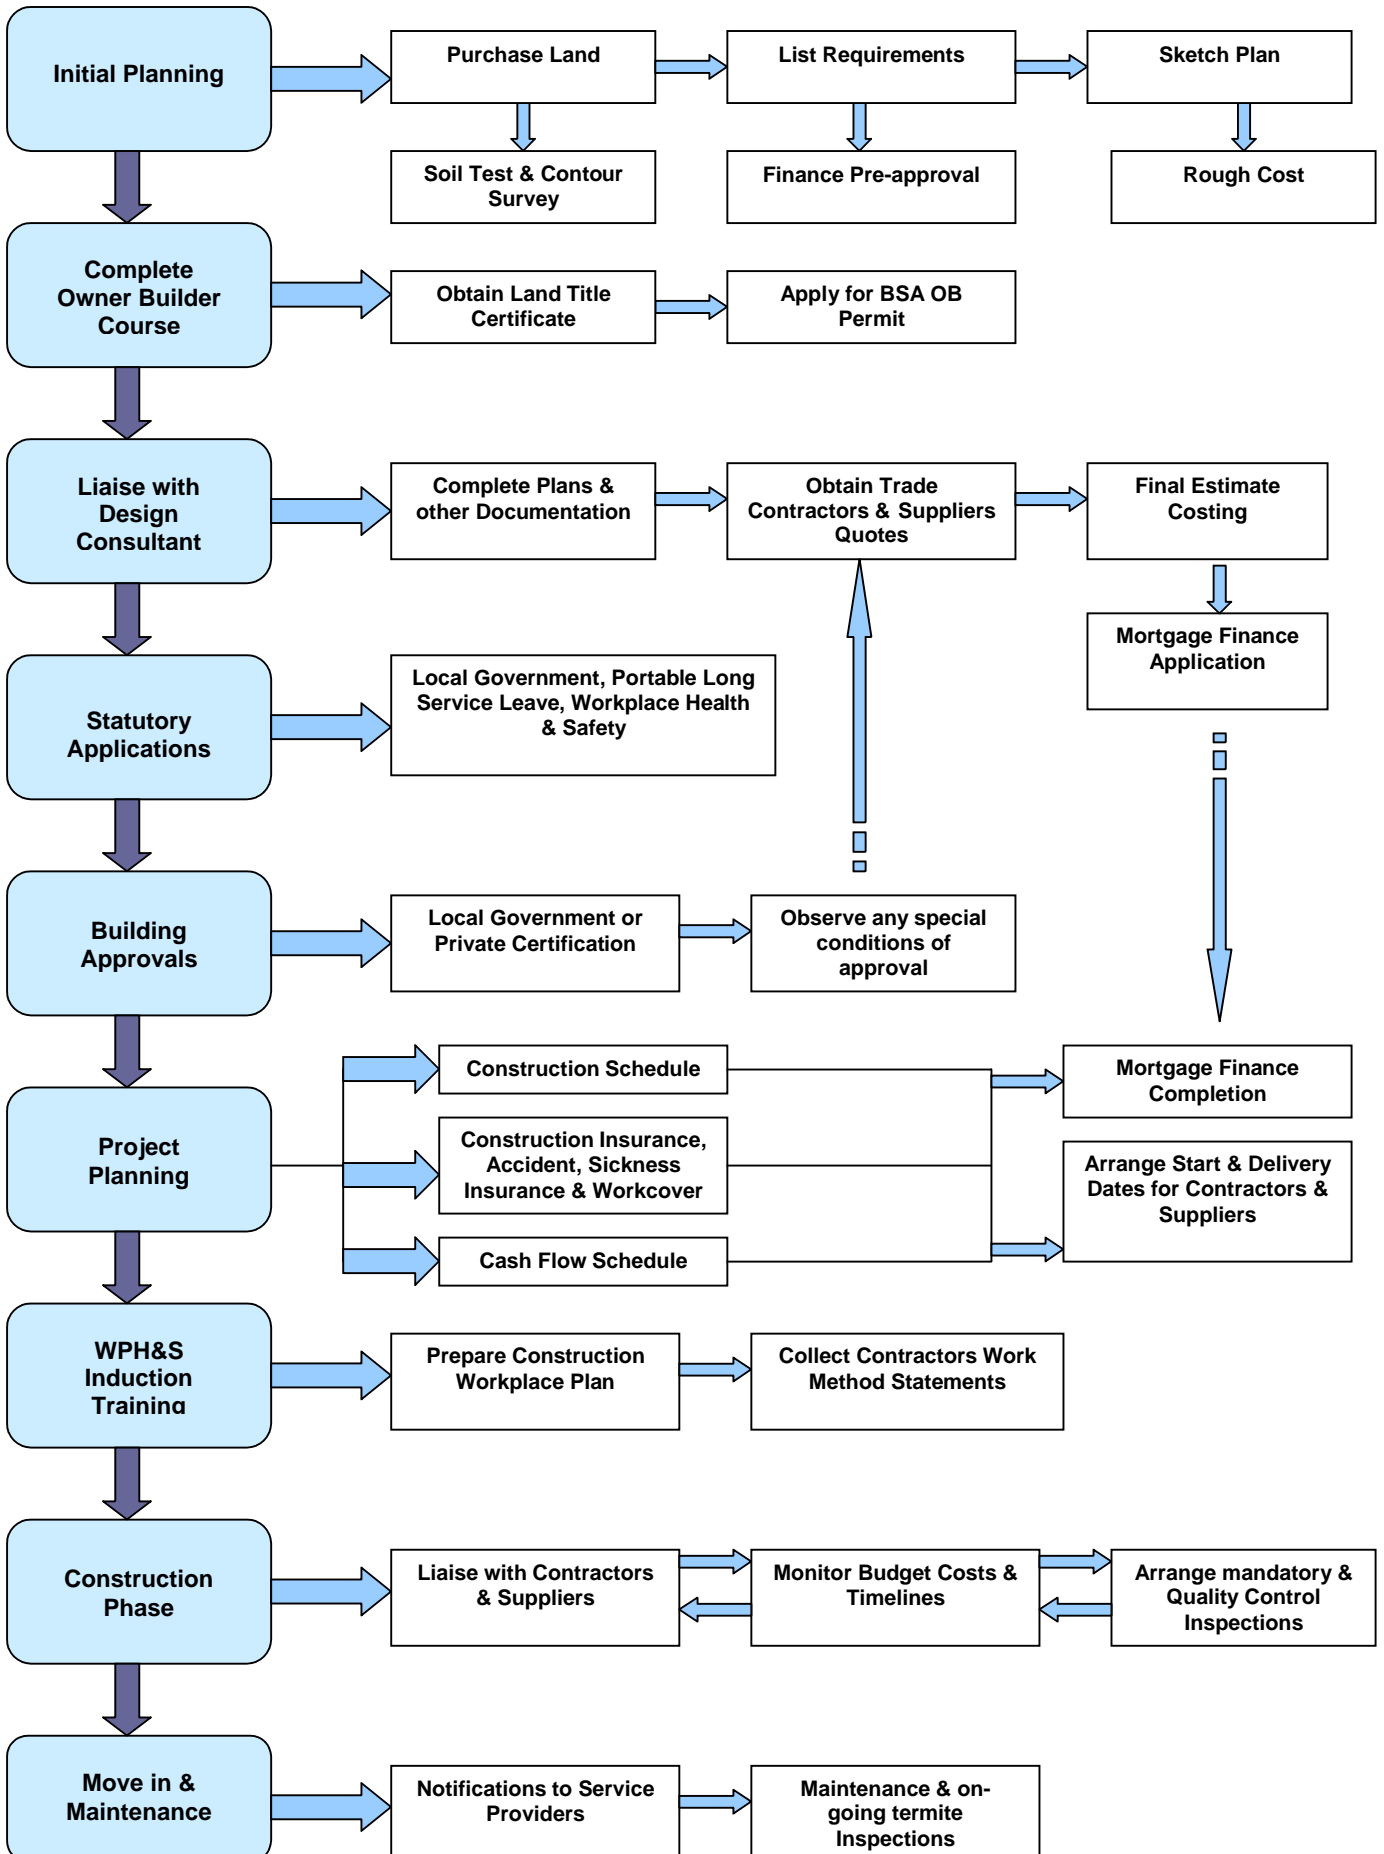 Initial Planning
Purchase Land
List Requirements
Sketch Plan
Soil Test & Contour
Survey
Finance Pre-approval
Rough Cost
Complete
Owner Builder
Course
Obtain Land Title
Certificate
Apply for BSA OB
Permit
Liaise with
Design
Consultant
Complete Plans &
other Documentation
Obtain Trade
Contractors & Suppliers
Quotes
Final Estimate
Costing
Mortgage Finance
Application
Statutory
Applications
Local Government, Portable Long
Service Leave, Workplace Health
& Safety
Building
Approvals
Local Government or
Private Certification
Observe any special
conditions of
approval
Project
Planning
Construction Schedule
Construction Insurance,
Accident, Sickness
Insurance & Workcover
Cash Flow Schedule
Mortgage Finance
Completion
Arrange Start & Delivery
Dates for Contractors &
Suppliers
WPH&S
Induction
Training
Prepare Construction
Workplace Plan
Collect Contractors Work
Method Statements
Construction
Phase
Liaise with Contractors
& Suppliers
Monitor Budget Costs &
Timelines
Arrange mandatory &
Quality Control
Inspections
Move in &
Maintenance
Notifications to Service
Providers
Maintenance & on-
going termite
Inspections